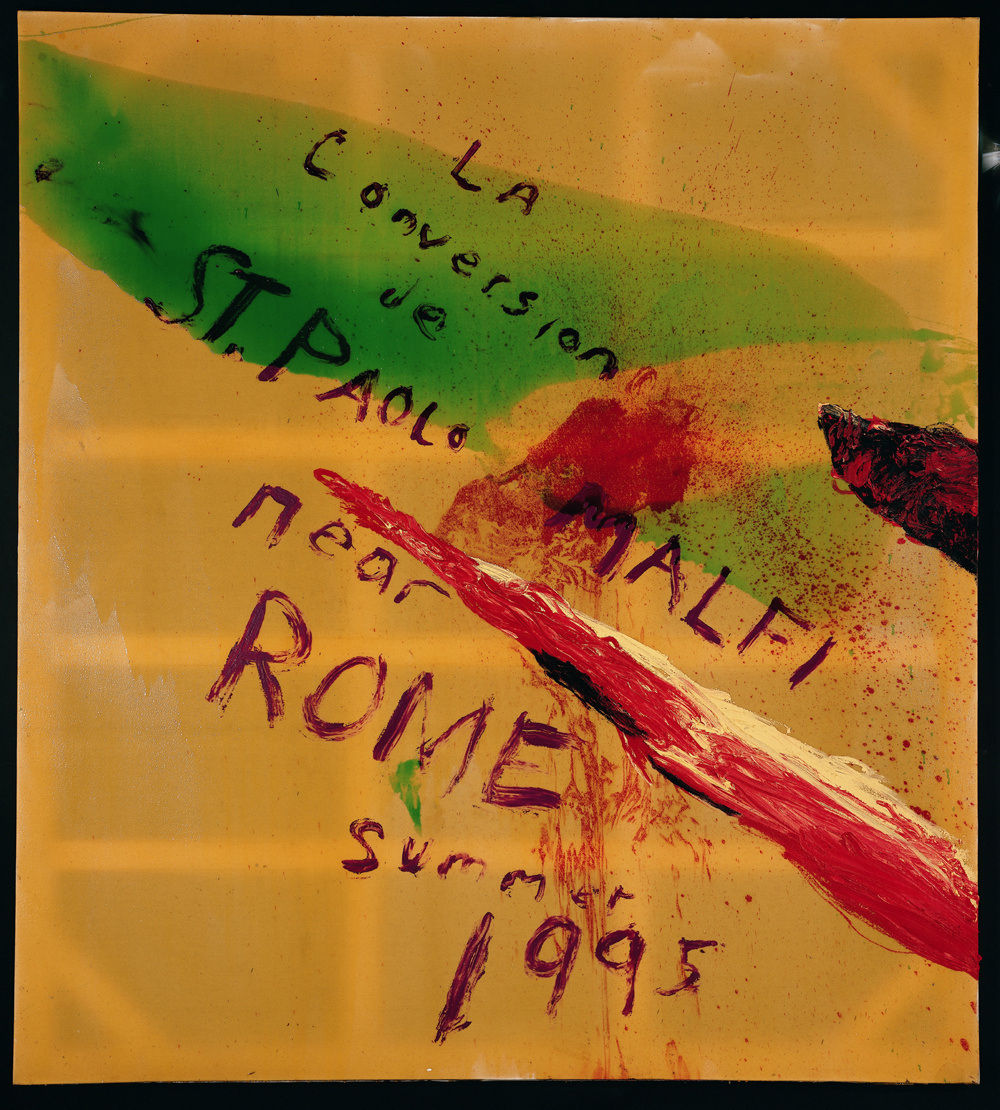 LA
Conversion
de
ST. PAOLO
MALFI
near
ROME
summer
1995